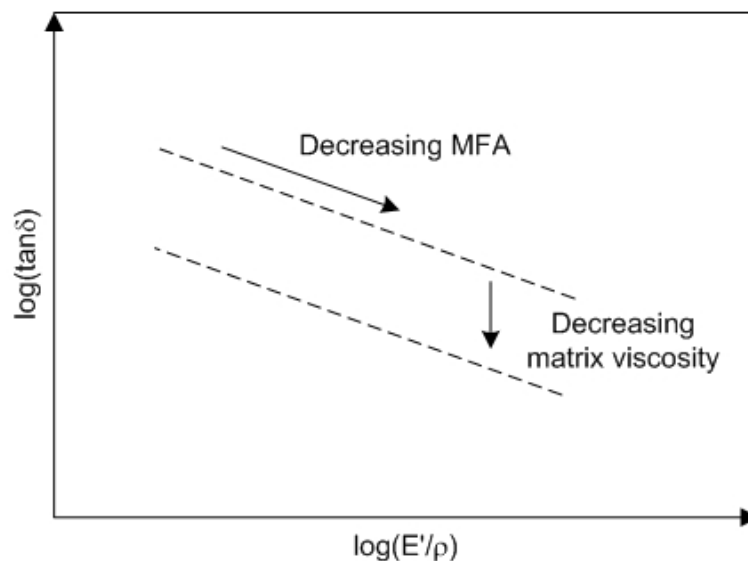 Decreasing MFA
log(tanδ)
Decreasing
matrix viscosity
log(E'/ρ)